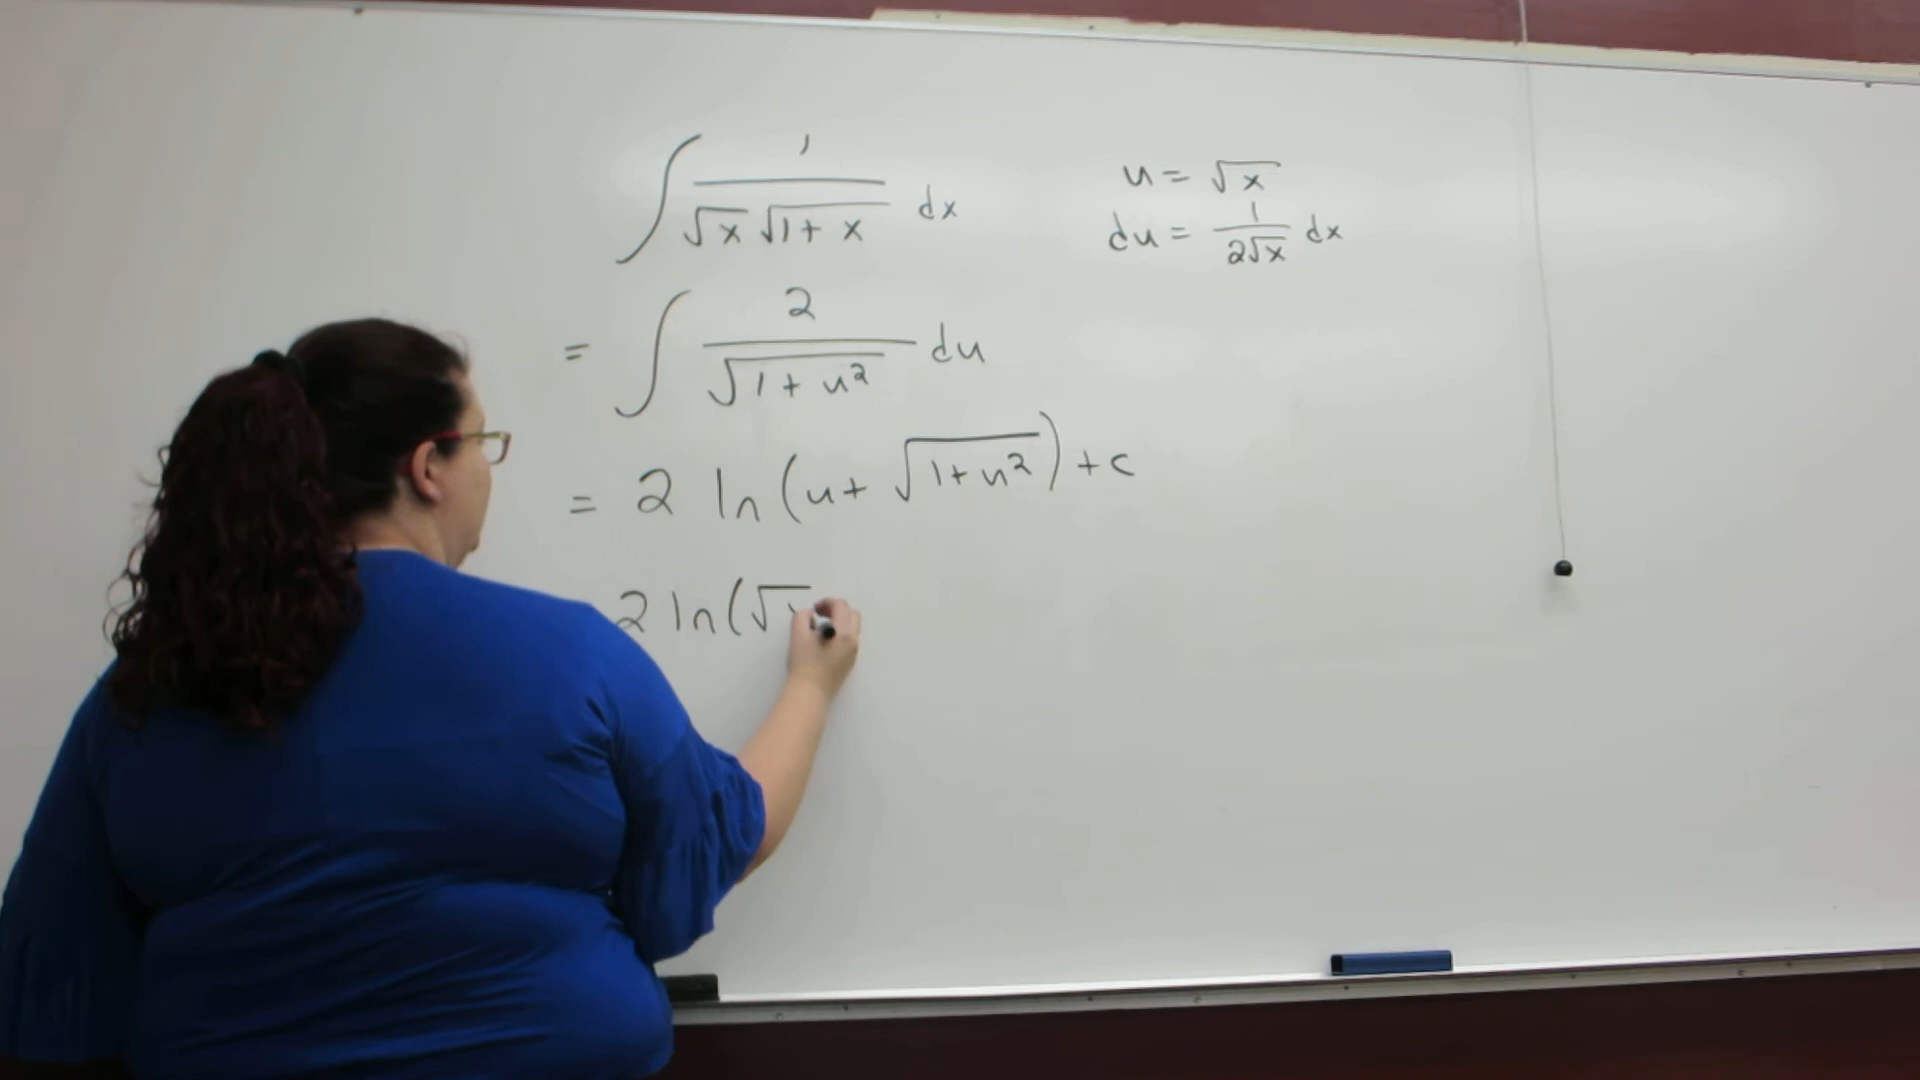 ∫ 1/(√x √(1 + x)) dx
u = √x
du = 1/(2√x) dx
= ∫ 2/√(1 + u²) du
= 2 ln(u + √(1 + u²)) + c
2 ln(√